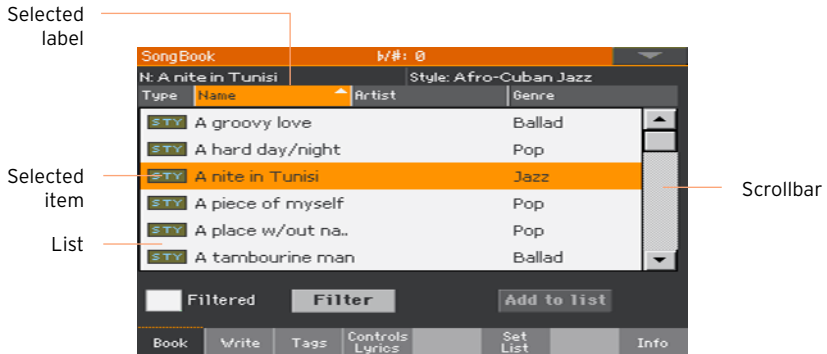 Selected
label
SongBook ♭/#: 0
N: A nite in Tunisi Style: Afro-Cuban Jazz
Type Name Artist Genre
STY A groovy love Ballad
STY A hard day/night Pop
Selected
item
STY A nite in Tunisi Jazz
Scrollbar
STY A piece of myself Pop
List
STY A place w/out na.. Pop
STY A tambourine man Ballad
Filtered Filter Add to list
Book Write Tags Controls Lyrics Set List Info